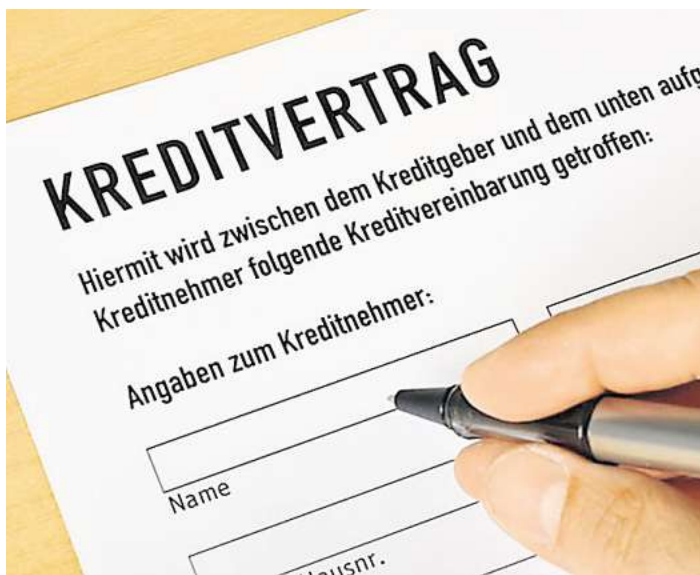 KREDITVERTRAG
Hiermit wird zwischen dem Kreditgeber und dem unten
Kreditnehmer folgende Kreditvereinbarung getroffen:
Angaben zum Kreditnehmer:
Name